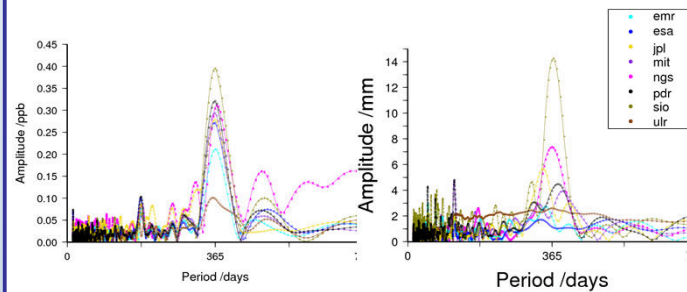 Amplitude /ppb
0.45
0.40
0.35
0.30
0.25
0.20
0.15
0.10
0.05
0.00
0
365
Period /days
Amplitude /mm
14
12
10
8
6
4
2
0
0
365
Period /days
emr
esa
jpl
mit
ngs
pdr
sio
ulr